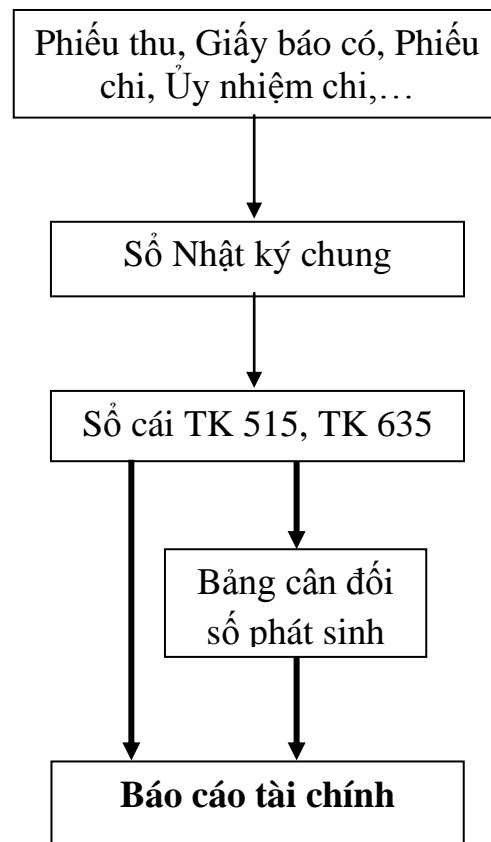 Phiếu thu, Giấy báo có, Phiếu
chi, Ủy nhiệm chi,…
Sổ Nhật ký chung
Sổ cái TK 515, TK 635
Bảng cân đối
số phát sinh
Báo cáo tài chính